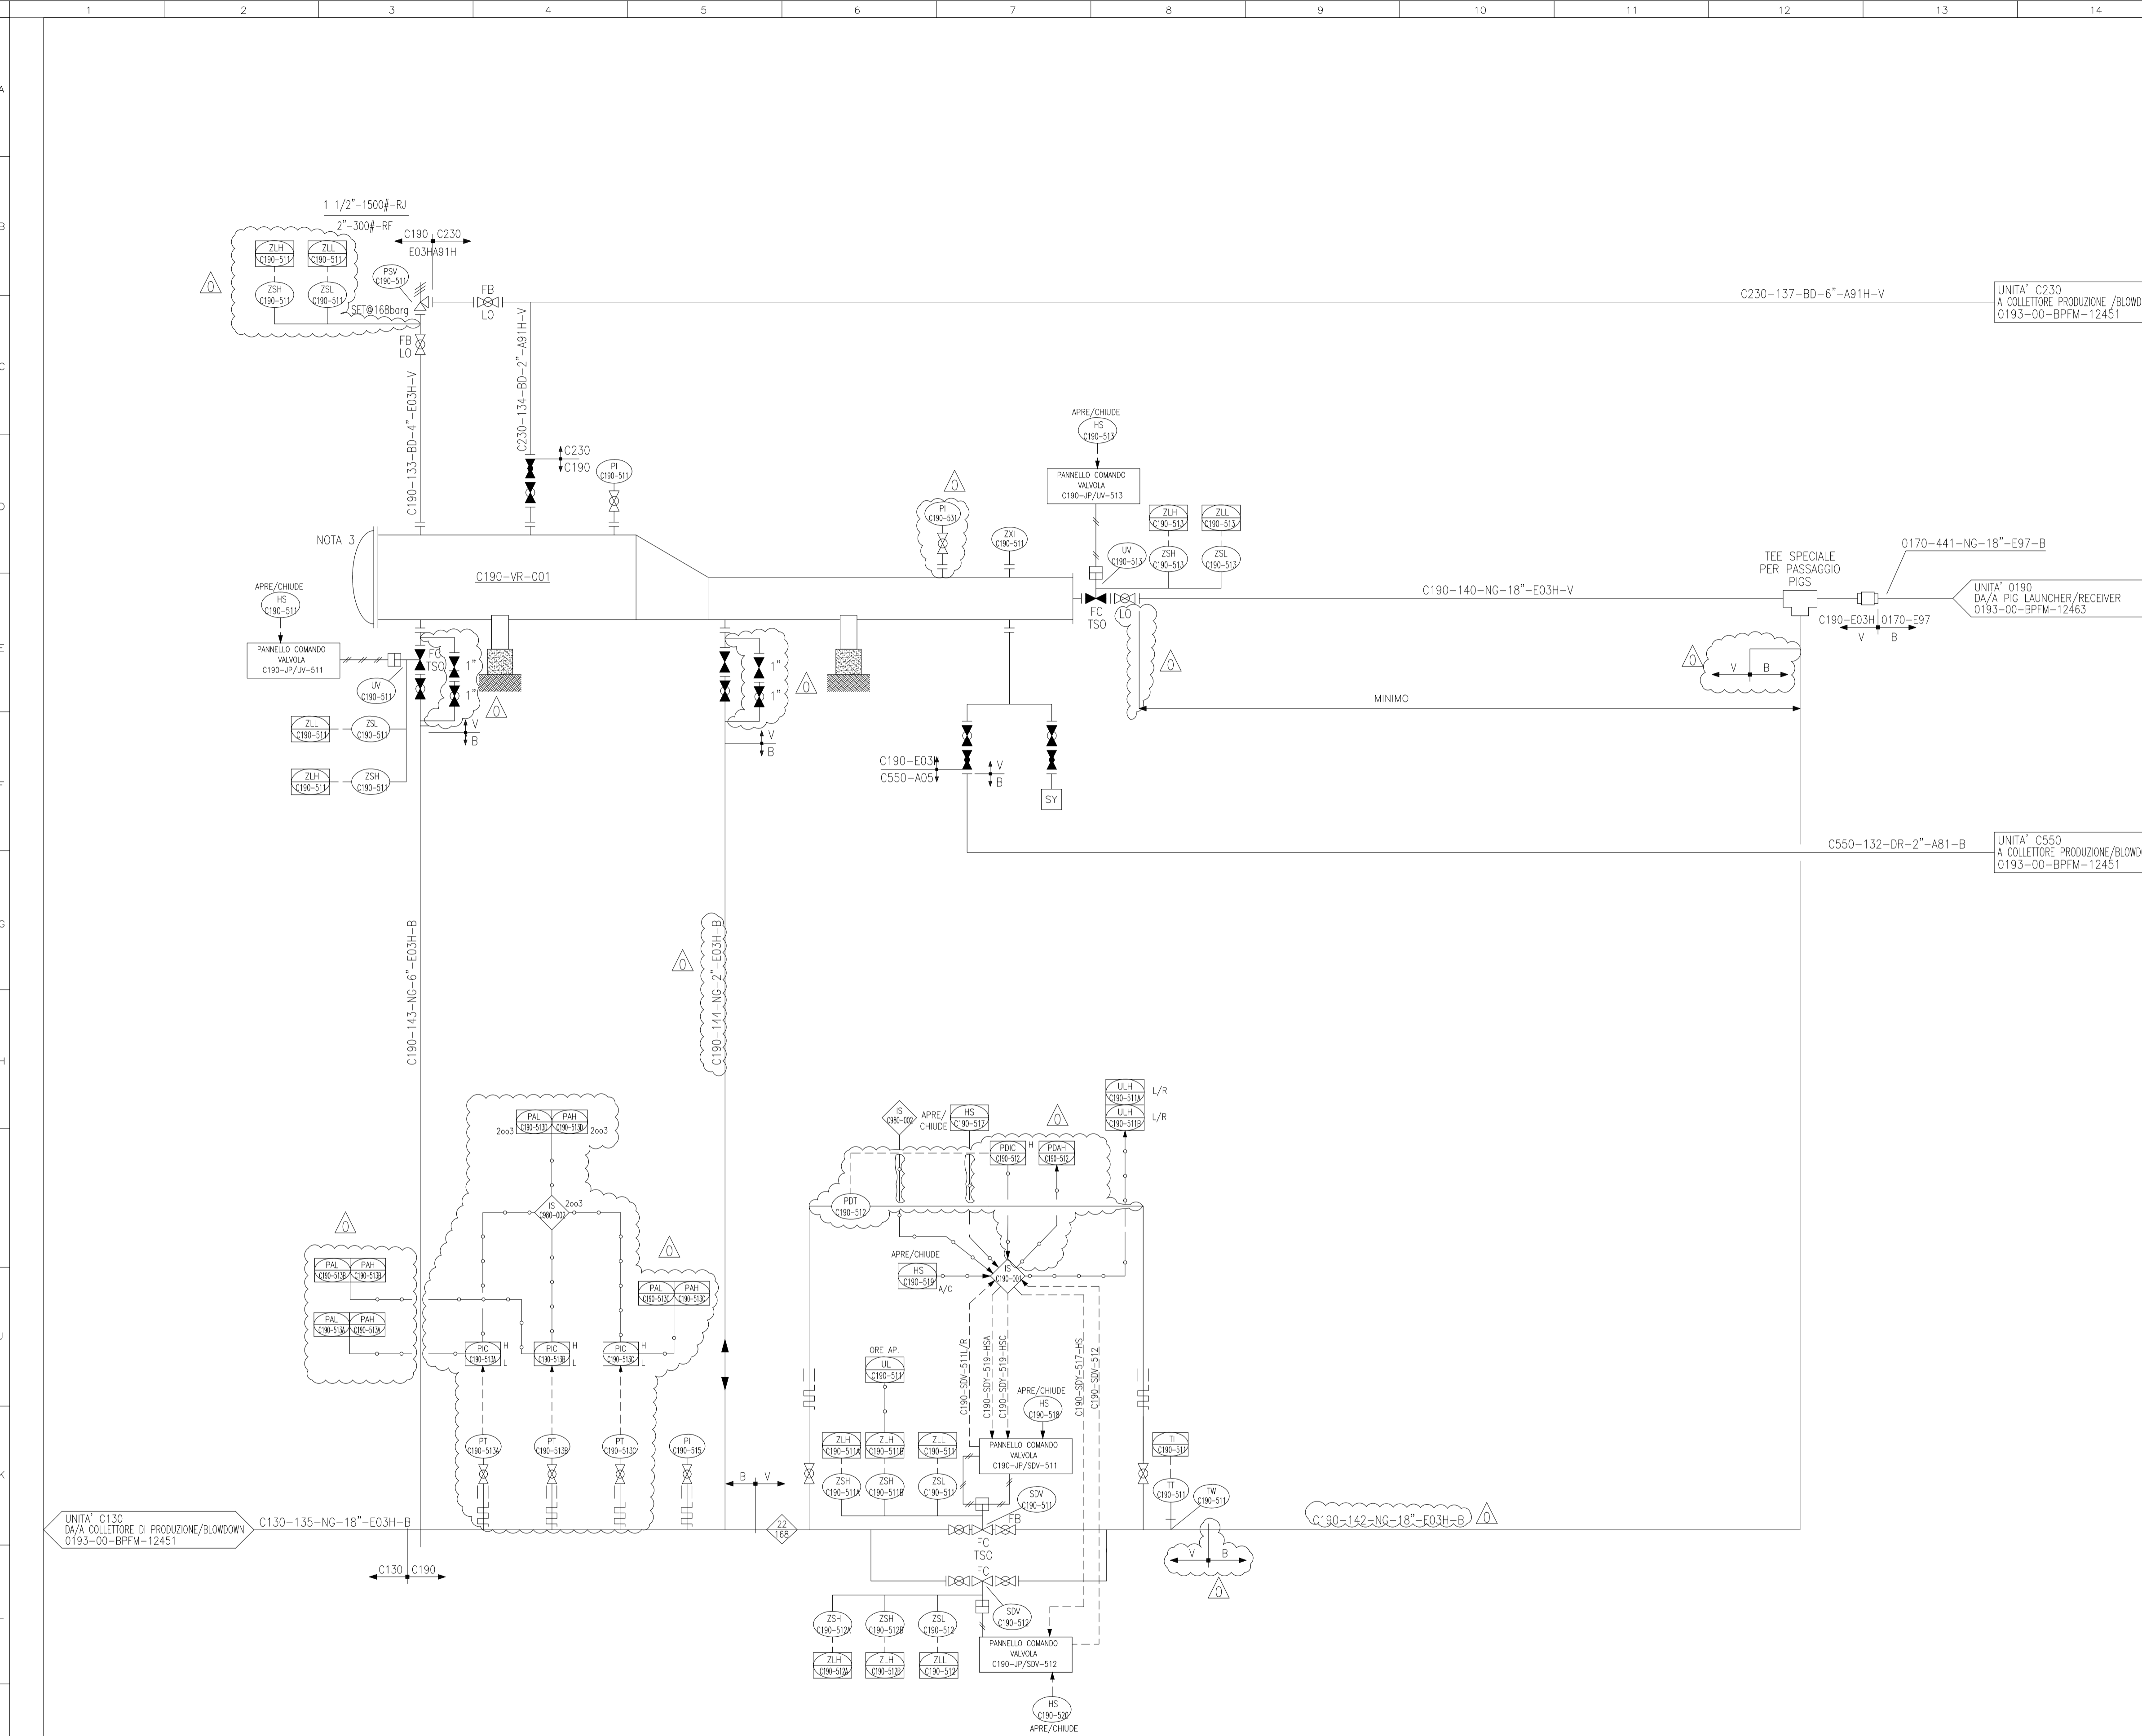 1
2
3
4
5
6
7
8
9
10
11
12
13
14
A
B
C
D
E
F
G
H
J
K
L
1 1/2"-1500#-RJ
2"-300#-RF
C190
C230
E03H
A91H
ZLH
C190-511
ZLL
C190-511
ZSH
C190-511
ZSL
C190-511
PSV
C190-511
SET@168barg
0
FB
LO
FB
LO
C230-137-BD-6"-A91H-V
UNITA' C230
A COLLETTORE PRODUZIONE /BLOWD
0193-00-BPFM-12451
C190-133-BD-4"-E03H-V
C230-134-BD-2"-A91H-V
C230
C190
PI
C190-511
APRE/CHIUDE
HS
C190-513
PANNELLO COMANDO
VALVOLA
C190-JP/UV-513
0
PI
C190-531
ZXI
C190-511
ZLH
C190-513
ZLL
C190-513
UV
C190-513
ZSH
C190-513
ZSL
C190-513
NOTA 3
C190-VR-001
FC
TSO
LO
C190-140-NG-18"-E03H-V
TEE SPECIALE
PER PASSAGGIO
PIGS
0170-441-NG-18"-E97-B
UNITA' 0190
DA/A PIG LAUNCHER/RECEIVER
0193-00-BPFM-12463
C190-E03H
0170-E97
V
B
APRE/CHIUDE
HS
C190-511
PANNELLO COMANDO
VALVOLA
C190-JP/UV-511
UV
C190-511
FC
TSO
1"
1"
0
1"
1"
0
0
0
V
B
MINIMO
ZLL
C190-511
ZSL
C190-511
ZLH
C190-511
ZSH
C190-511
V
B
V
B
C190-E03H
C550-A05
V
B
SY
C550-132-DR-2"-A81-B
UNITA' C550
A COLLETTORE PRODUZIONE/BLOWD
0193-00-BPFM-12451
C190-143-NG-6"-E03H-B
C190-144-NG-2"-E03H-B
0
PAL
C190-513D
PAH
C190-513D
2oo3
2oo3
IS
C980-002
2oo3
0
PAL
C190-513B
PAH
C190-513B
PAL
C190-513A
PAH
C190-513A
0
PAL
C190-513C
PAH
C190-513C
PIC
C190-513A
H
L
PIC
C190-513B
H
L
PIC
C190-513C
H
L
PT
C190-513A
PT
C190-513B
PT
C190-513C
PI
C190-515
IS
C980-002
APRE/
CHIUDE
HS
C190-517
0
ULH
C190-511A
L/R
ULH
C190-511B
L/R
PDIC
C190-512
H
PDAH
C190-512
PDT
C190-512
APRE/CHIUDE
HS
C190-519
A/C
IS
C190-001
C190-SDV-511L/R
C190-SDY-519-HSA
C190-SDY-519-HSC
C190-SDY-517-HS
C190-SDV-512
ORE AP.
UL
C190-511
APRE/CHIUDE
HS
C190-518
PANNELLO COMANDO
VALVOLA
C190-JP/SDV-511
ZLH
C190-511A
ZLH
C190-511B
ZLL
C190-511
ZSH
C190-511A
ZSH
C190-511B
ZSL
C190-511
SDV
C190-511
FB
FC
TSO
TI
C190-511
TT
C190-511
TW
C190-511
B
V
22
168
UNITA' C130
DA/A COLLETTORE DI PRODUZIONE/BLOWDOWN
0193-00-BPFM-12451
C130-135-NG-18"-E03H-B
C130
C190
C190-142-NG-18"-E03H-B
0
V
B
0
FC
SDV
C190-512
ZSH
C190-512A
ZSH
C190-512B
ZSL
C190-512
ZLH
C190-512A
ZLH
C190-512B
ZLL
C190-512
PANNELLO COMANDO
VALVOLA
C190-JP/SDV-512
HS
C190-520
APRE/CHIUDE